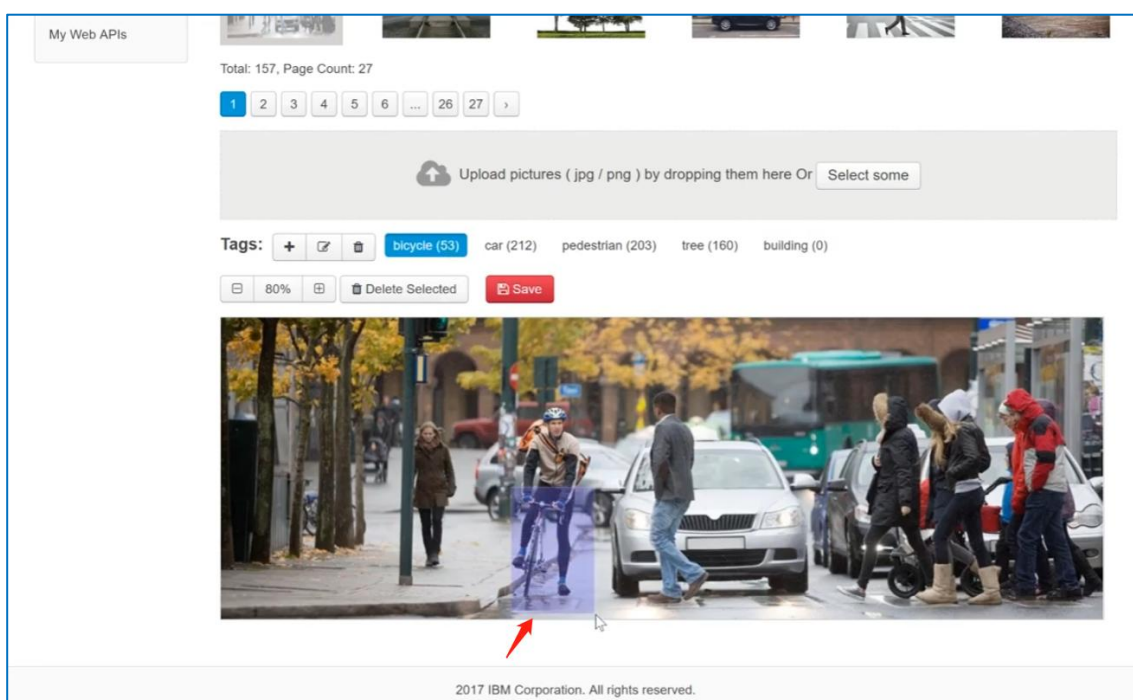 My Web APIs
Total: 157, Page Count: 27
1 2 3 4 5 6 ... 26 27 ›
Upload pictures ( jpg / png ) by dropping them here Or Select some
Tags: bicycle (53) car (212) pedestrian (203) tree (160) building (0)
80% Delete Selected Save
2017 IBM Corporation. All rights reserved.